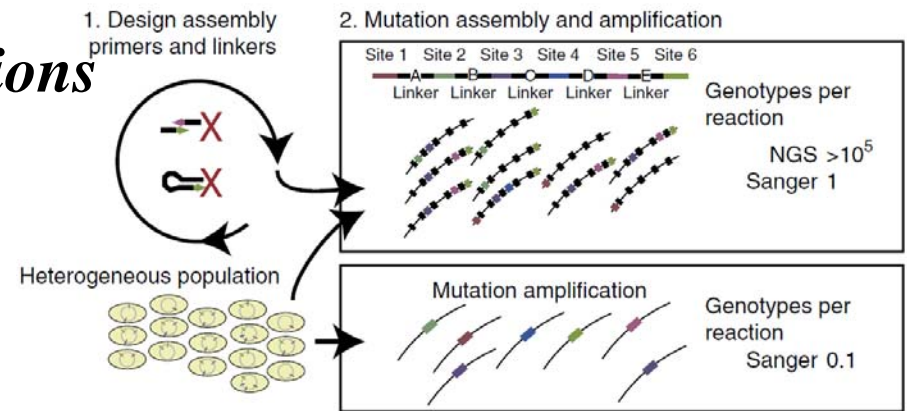 1. Design assembly
primers and linkers
ions
Heterogeneous population
2. Mutation assembly and amplification
Site 1 Site 2 Site 3 Site 4 Site 5 Site 6
A B C D E
Linker Linker Linker Linker Linker
Genotypes per
reaction
NGS >10⁵
Sanger 1
Mutation amplification
Genotypes per
reaction
Sanger 0.1